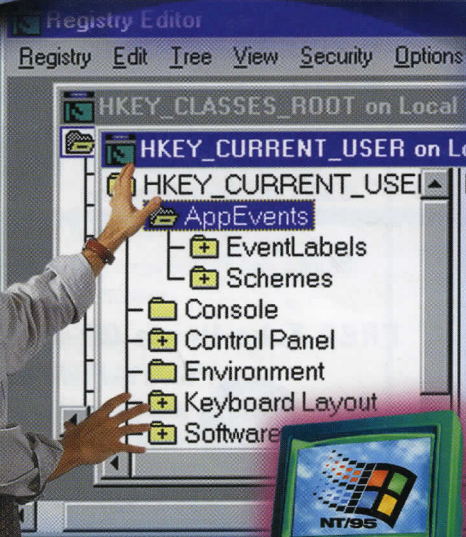 Registry Editor
Registry Edit Tree View Security Options
HKEY_CLASSES_ROOT on Local
HKEY_CURRENT_USER on Lo
HKEY_CURRENT_USE
AppEvents
EventLabels
Schemes
Console
Control Panel
Environment
Keyboard Layout
Software
NT/95